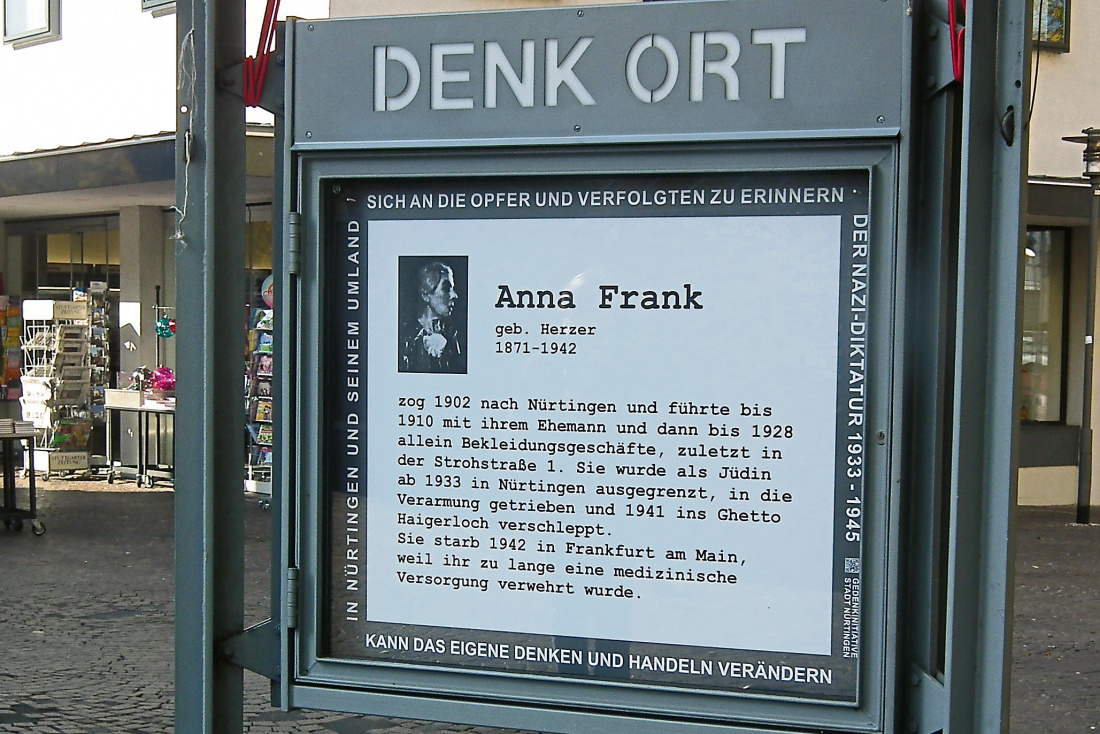 DENK ORT
SICH AN DIE OPFER UND VERFOLGTEN ZU ERINNERN
DER NAZI-DIKTATUR 1933 - 1945
IN NÜRTINGEN UND SEINEM UMLAND
Anna Frank
geb. Herzer
1871-1942
zog 1902 nach Nürtingen und führte bis
1910 mit ihrem Ehemann und dann bis 1928
allein Bekleidungsgeschäfte, zuletzt in
der Strohstraße 1. Sie wurde als Jüdin
ab 1933 in Nürtingen ausgegrenzt, in die
Verarmung getrieben und 1941 ins Ghetto
Haigerloch verschleppt.
Sie starb 1942 in Frankfurt am Main,
weil ihr zu lange eine medizinische
Versorgung verwehrt wurde.
GEDENKINITIATIVE
STADT NÜRTINGEN
KANN DAS EIGENE DENKEN UND HANDELN VERÄNDERN
STUTTGARTER
ZEITUNG
STUTTGARTER
ZEITUNG